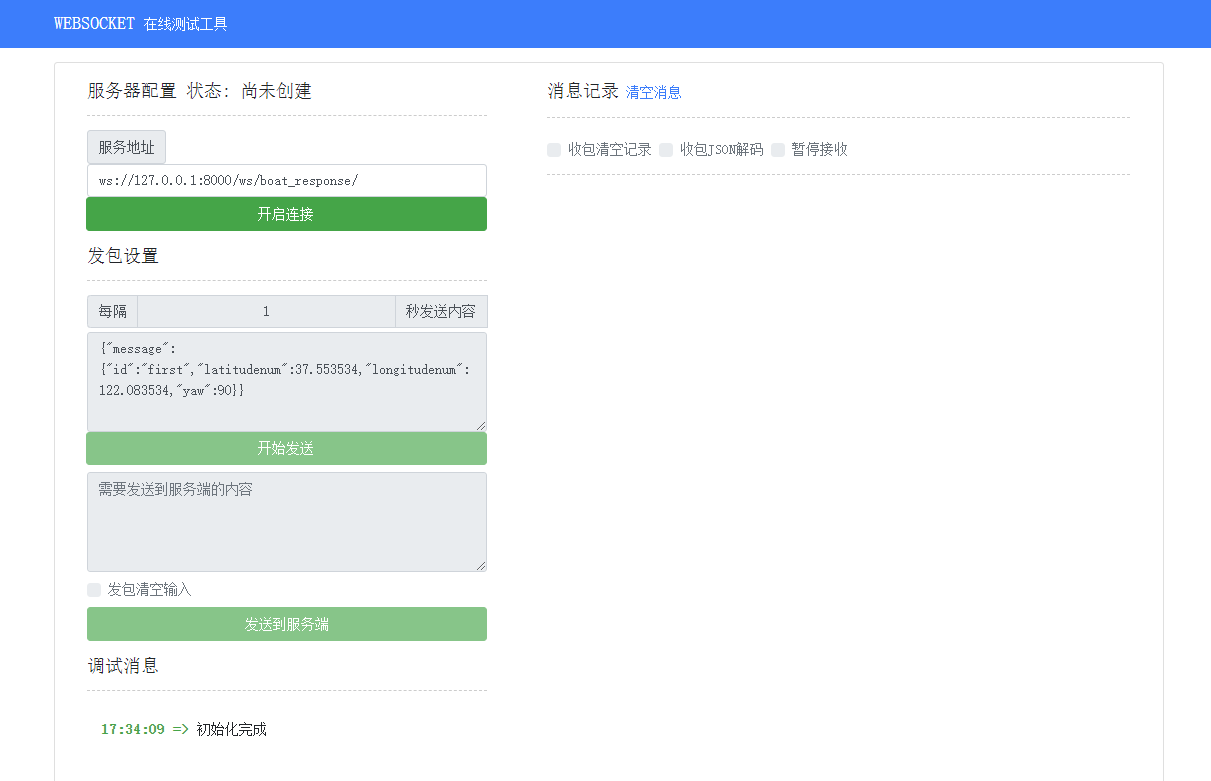 WEBSOCKET 在线测试工具
服务器配置 状态: 尚未创建
服务地址
ws://127.0.0.1:8000/ws/boat_response/
开启连接
发包设置
每隔 1 秒发送内容
{"message":
{"id":"first","latitudenum":37.553534,"longitudenum":
122.083534,"yaw":90}}
开始发送
需要发送到服务端的内容
发包清空输入
发送到服务端
调试消息
17:34:09 => 初始化完成
消息记录 清空消息
收包清空记录 收包JSON解码 暂停接收